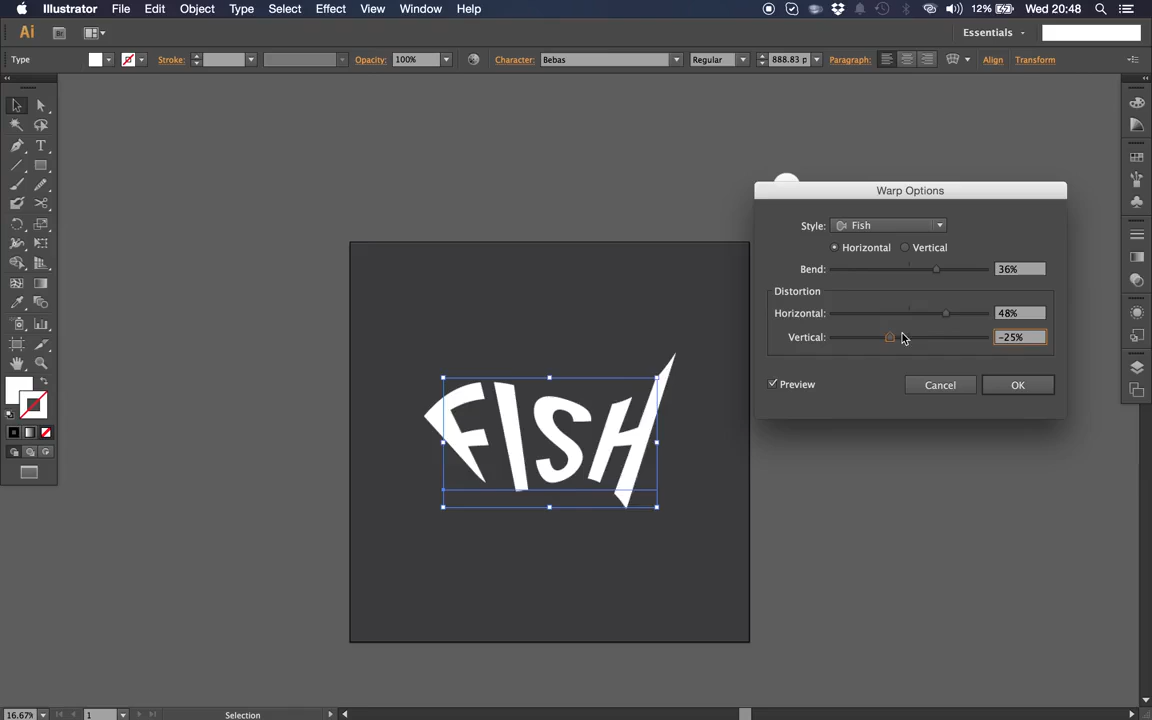 Illustrator File Edit Object Type Select Effect View Window Help 12% Wed 20:48
Ai Br Essentials
Type Stroke: Opacity: 100% Character: Bebas Regular 888.83 p Paragraph: Align Transform
Warp Options
Style: Fish
Horizontal Vertical
Bend: 36%
Distortion
Horizontal: 48%
Vertical: -25%
Preview Cancel OK
FISH
16.67% 1 Selection